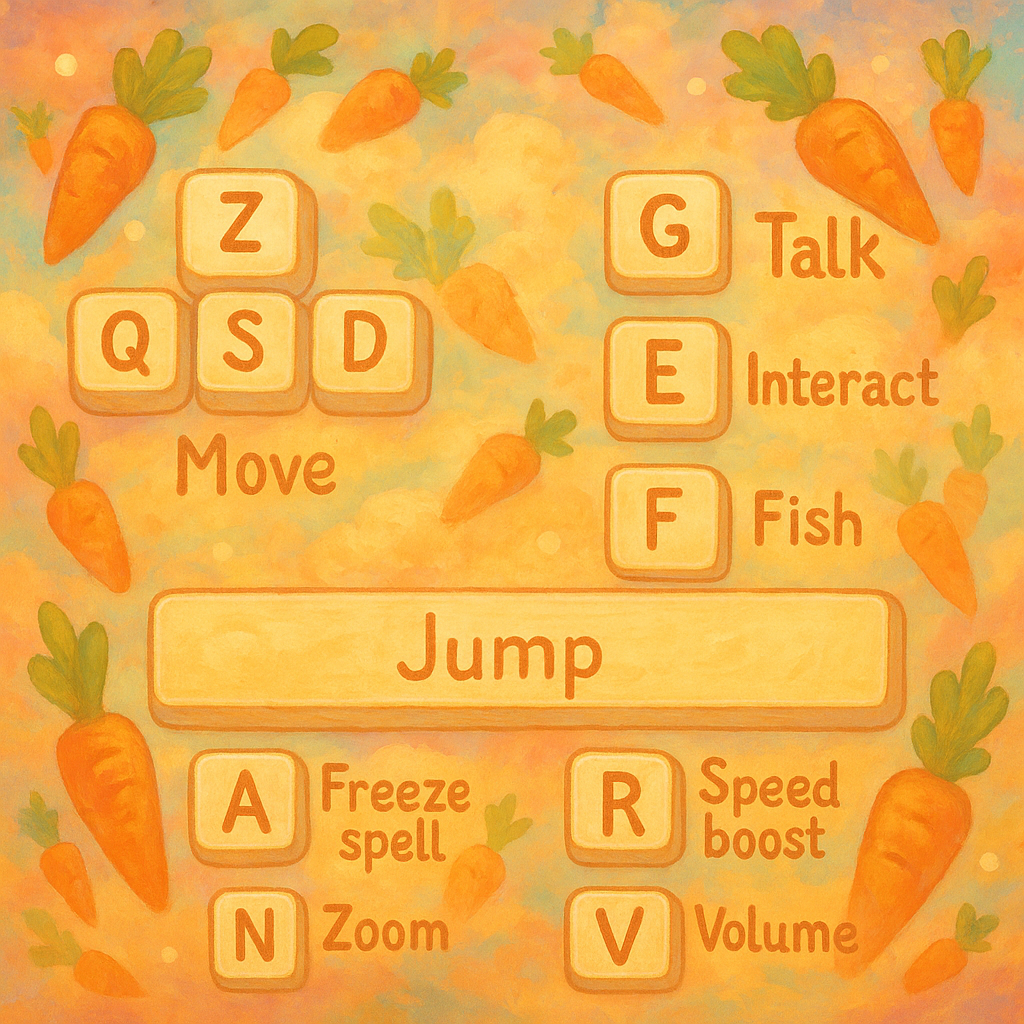 Z
Q S D
Move
G Talk
E Interact
F Fish
Jump
A Freeze
spell
R Speed
boost
N Zoom
V Volume